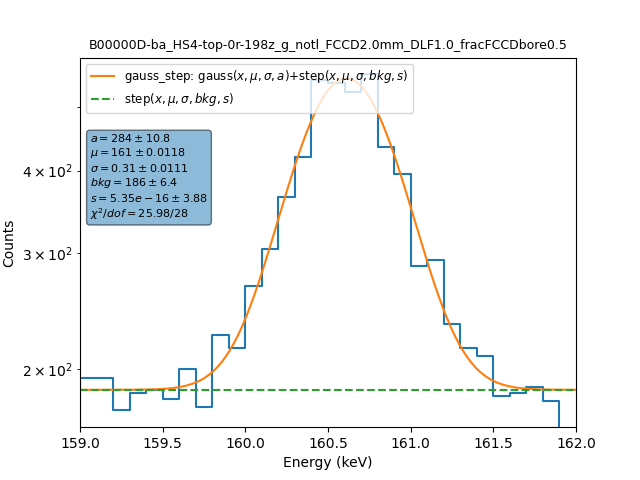 B00000D-ba_HS4-top-0r-198z_g_notl_FCCD2.0mm_DLF1.0_fracFCCDbore0.5
gauss_step: gauss(x, μ, σ, a)+step(x, μ, σ, bkg, s)
step(x, μ, σ, bkg, s)
a = 284 ± 10.8
μ = 161 ± 0.0118
σ = 0.31 ± 0.0111
bkg = 186 ± 6.4
s = 5.35e − 16 ± 3.88
χ²/dof = 25.98/28
4 × 10²
3 × 10²
2 × 10²
Counts
159.0 159.5 160.0 160.5 161.0 161.5 162.0
Energy (keV)